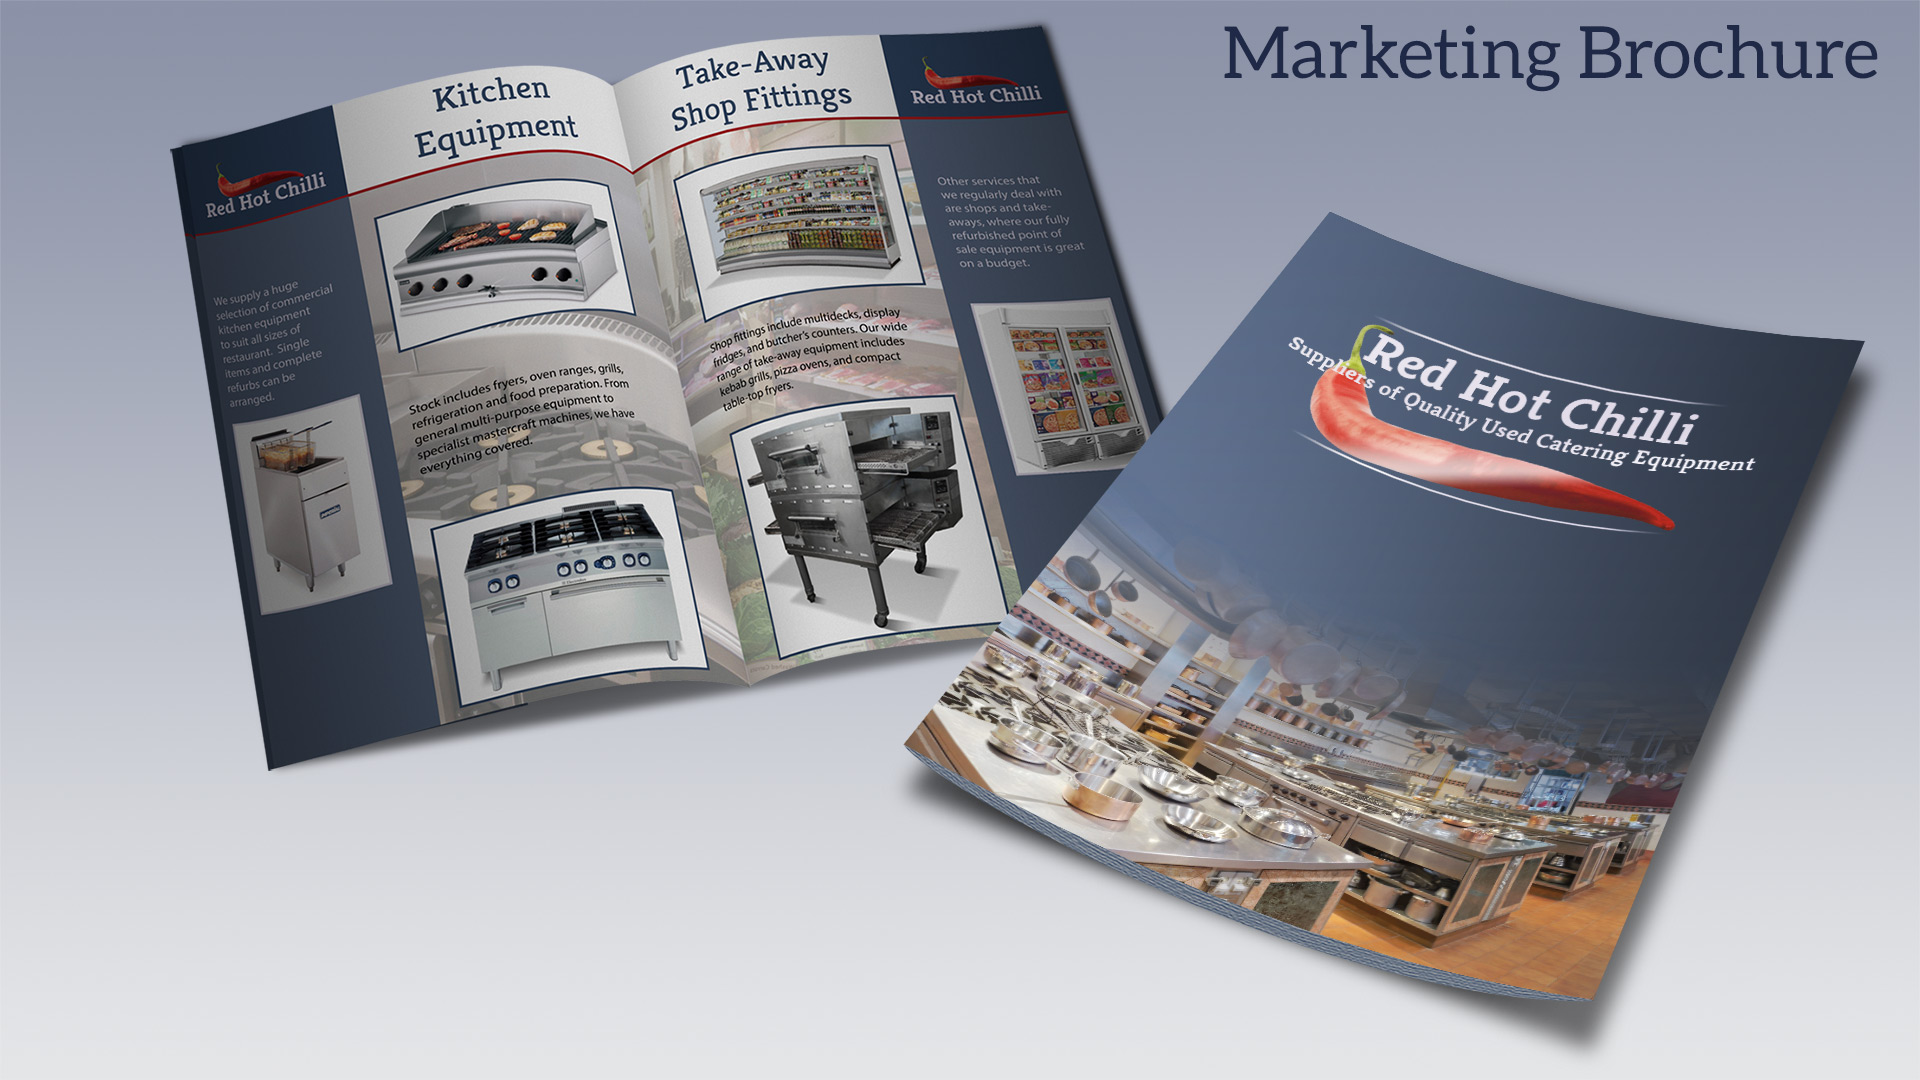 Marketing Brochure
Red Hot Chilli
We supply a huge
selection of commercial
kitchen equipment
to suit all sizes of
restaurant. Single
items and complete
refurbs can be
arranged.
Kitchen
Equipment
Stock includes fryers, oven ranges, grills,
refrigeration and food preparation. From
general multi-purpose equipment to
specialist mastercraft machines, we have
everything covered.
Take-Away
Shop Fittings
Shop fittings include multidecks, display
fridges, and butcher's counters. Our wide
range of take-away equipment includes
kebab grills, pizza ovens, and compact
table-top fryers.
Red Hot Chilli
Other services that
we regularly deal with
are shops and take-
aways, where our fully
refurbished point of
sale equipment is great
on a budget.
Red Hot Chilli
Suppliers of Quality Used Catering Equipment